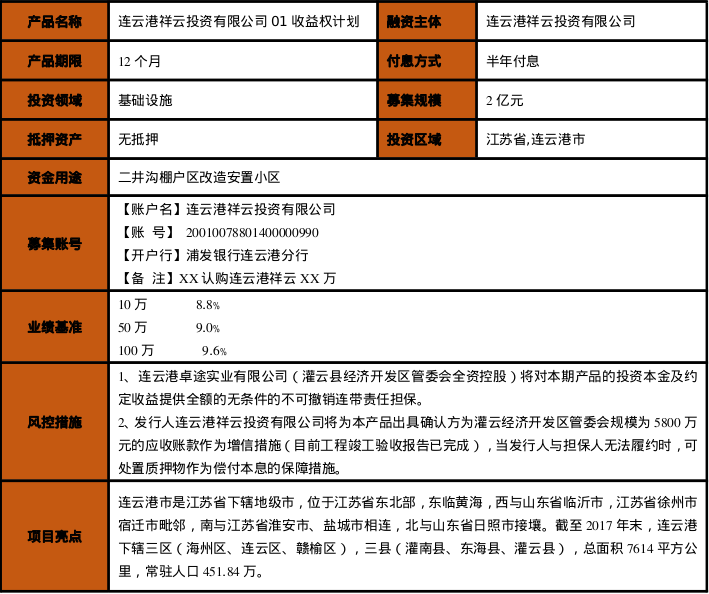 产品名称 连云港祥云投资有限公司 01 收益权计划 融资主体 连云港祥云投资有限公司
产品期限 12 个月 付息方式 半年付息
投资领域 基础设施 募集规模 2 亿元
抵押资产 无抵押 投资区域 江苏省,连云港市
资金用途 二井沟棚户区改造安置小区
募集账号
【账户名】连云港祥云投资有限公司
【账 号】 20010078801400000990
【开户行】浦发银行连云港分行
【备 注】XX 认购连云港祥云 XX 万
业绩基准
10 万 8.8%
50 万 9.0%
100 万 9.6%
风控措施
1、 连云港卓途实业有限公司（灌云县经济开发区管委会全资控股）将对本期产品的投资本金及约
定收益提供全额的无条件的不可撤销连带责任担保。
2、发行人连云港祥云投资有限公司将为本产品出具确认方为灌云经济开发区管委会规模为 5800 万
元的应收账款作为增信措施（目前工程竣工验收报告已完成），当发行人与担保人无法履约时，可
处置质押物作为偿付本息的保障措施。
项目亮点
连云港市是江苏省下辖地级市，位于江苏省东北部，东临黄海，西与山东省临沂市，江苏省徐州市
宿迁市毗邻，南与江苏省淮安市、盐城市相连，北与山东省日照市接壤。截至 2017 年末，连云港
下辖三区（海州区、连云区、赣榆区），三县（灌南县、东海县、灌云县），总面积 7614 平方公
里，常驻人口 451.84 万。